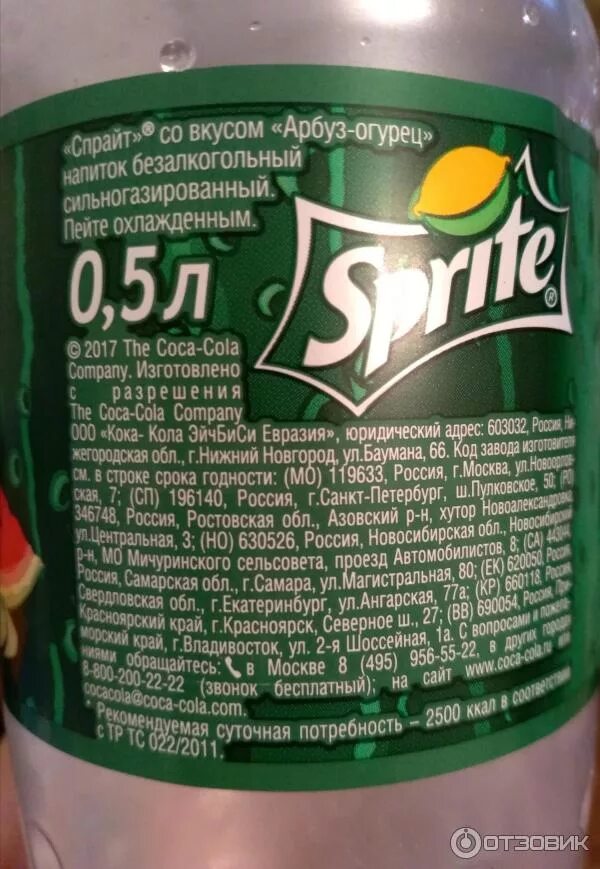 «Спрайт»® со вкусом «Арбуз-огурец»
напиток безалкогольный
сильногазированный.
Пейте охлажденным.
0,5 л
Sprite ®
© 2017 The Coca-Cola
Company. Изготовлено
с разрешения
The Coca-Cola Company
ООО «Кока- Кола ЭйчБиСи Евразия», юридический адрес: 603032, Россия, Ни-
жегородская обл., г.Нижний Новгород, ул.Баумана, 66. Код завода изготовителя
см. в строке срока годности: (МО) 119633, Россия, г.Москва, ул.Новоорлов-
ская, 7; (СП) 196140, Россия, г.Санкт-Петербург, ш.Пулковское, 50; (РО)
346748, Россия, Ростовская обл., Азовский р-н, хутор Новоалександровка,
ул.Центральная, 3; (НО) 630526, Россия, Новосибирская обл., Новосибирский
р-н, МО Мичуринского сельсовета, проезд Автомобилистов, 8; (СА) 443044,
Россия, Самарская обл., г.Самара, ул.Магистральная, 80; (ЕК) 620050, Россия,
Свердловская обл., г.Екатеринбург, ул.Ангарская, 77а; (КР) 660118, Россия,
Красноярский край, г.Красноярск, Северное ш., 27; (ВВ) 690054, Россия, При-
морский край, г.Владивосток, ул. 2-я Шоссейная, 1а. С вопросами и пожела-
ниями обращайтесь: в Москве 8 (495) 956-55-22, в других городах
8-800-200-22-22 (звонок бесплатный); на сайт www.coca-cola.ru или
cocacola@coca-cola.com.
* Рекомендуемая суточная потребность – 2500 ккал в соответствии
с ТР ТС 022/2011.
ОТЗОВИК